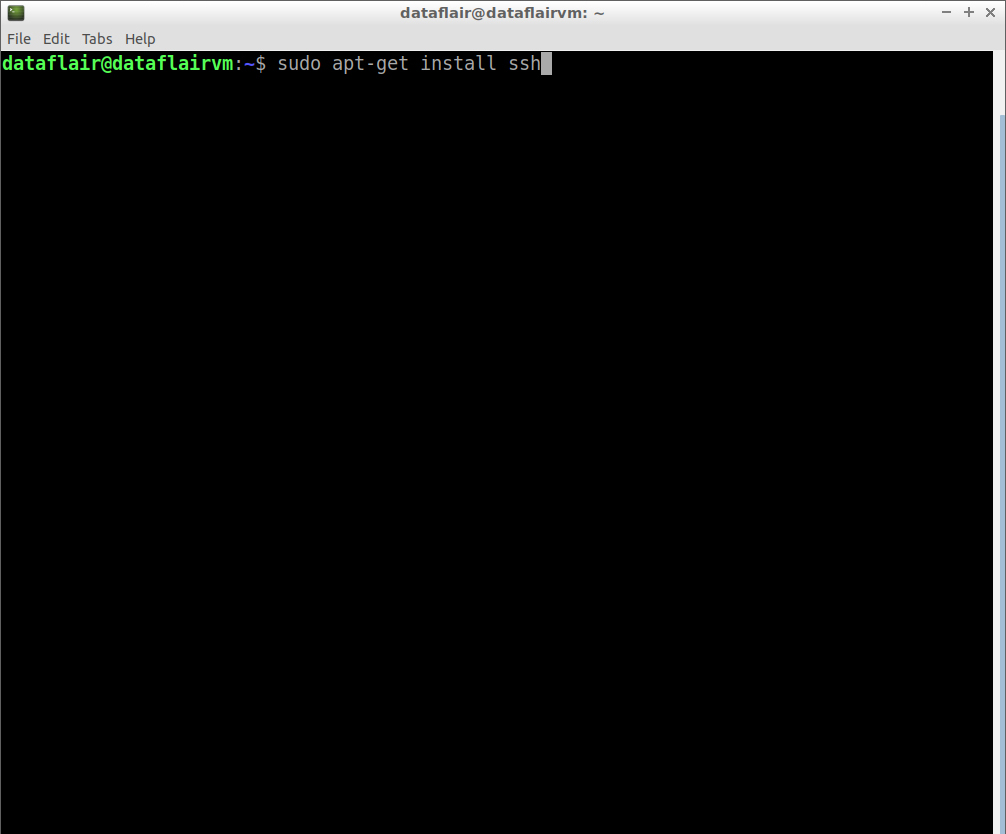 dataflair@dataflairvm: ~
File Edit Tabs Help
dataflair@dataflairvm:~$ sudo apt-get install ssh